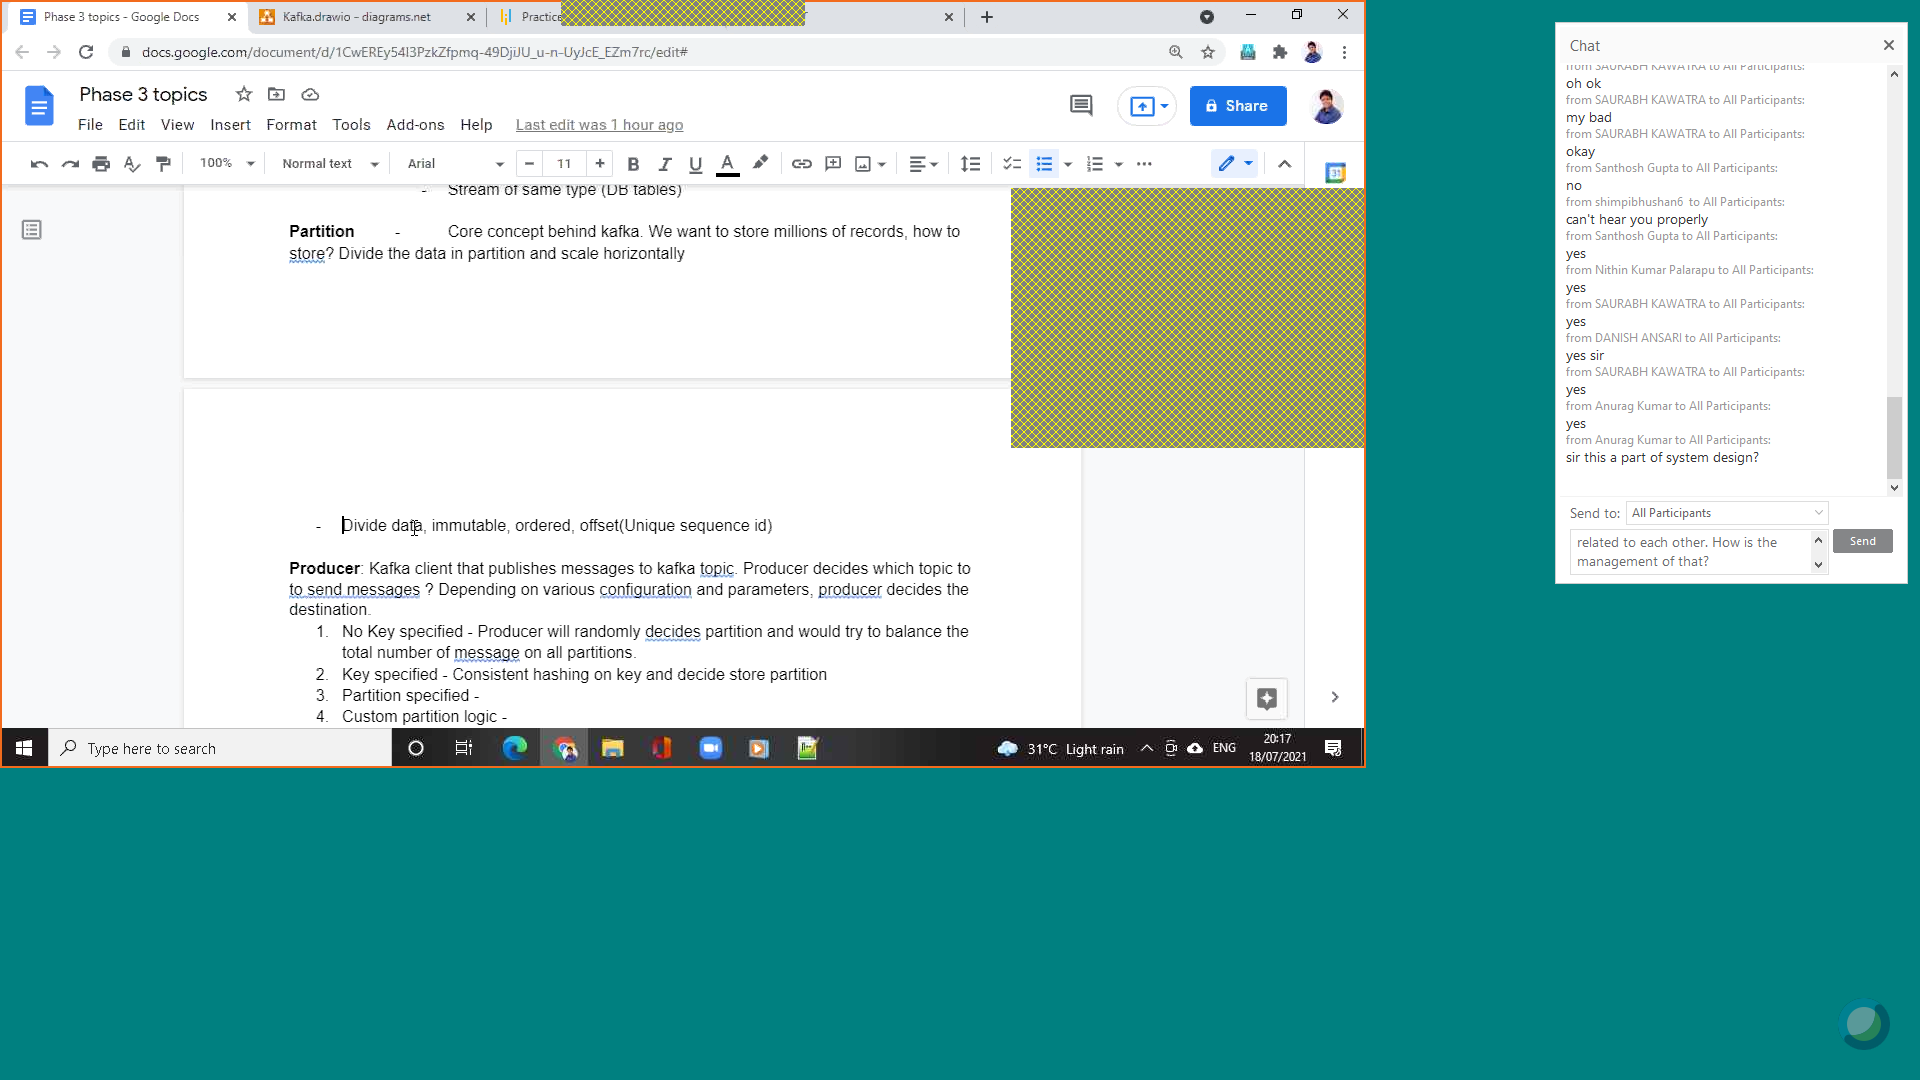 Phase 3 topics - Google Docs
Kafka.drawio - diagrams.net
Practice
docs.google.com/document/d/1CwEREy54I3PzkZfpmq-49DjiJU_u-n-UyJcE_EZm7rc/edit#
Phase 3 topics
File Edit View Insert Format Tools Add-ons Help Last edit was 1 hour ago
Share
100% Normal text Arial 11 B I U A
31
- Stream of same type (DB tables)
Partition - Core concept behind kafka. We want to store millions of records, how to
store? Divide the data in partition and scale horizontally
- Divide data, immutable, ordered, offset(Unique sequence id)
Producer: Kafka client that publishes messages to kafka topic. Producer decides which topic to
to send messages ? Depending on various configuration and parameters, producer decides the
destination.
1. No Key specified - Producer will randomly decides partition and would try to balance the
total number of message on all partitions.
2. Key specified - Consistent hashing on key and decide store partition
3. Partition specified -
4. Custom partition logic -
Type here to search
31°C Light rain
ENG
20:17
18/07/2021
Chat
from SAURABH KAWATRA to All Participants:
oh ok
from SAURABH KAWATRA to All Participants:
my bad
from SAURABH KAWATRA to All Participants:
okay
from Santhosh Gupta to All Participants:
no
from shimpibhushan6 to All Participants:
can't hear you properly
from Santhosh Gupta to All Participants:
yes
from Nithin Kumar Palarapu to All Participants:
yes
from SAURABH KAWATRA to All Participants:
yes
from DANISH ANSARI to All Participants:
yes sir
from SAURABH KAWATRA to All Participants:
yes
from Anurag Kumar to All Participants:
yes
from Anurag Kumar to All Participants:
sir this a part of system design?
Send to: All Participants
related to each other. How is the
management of that?
Send